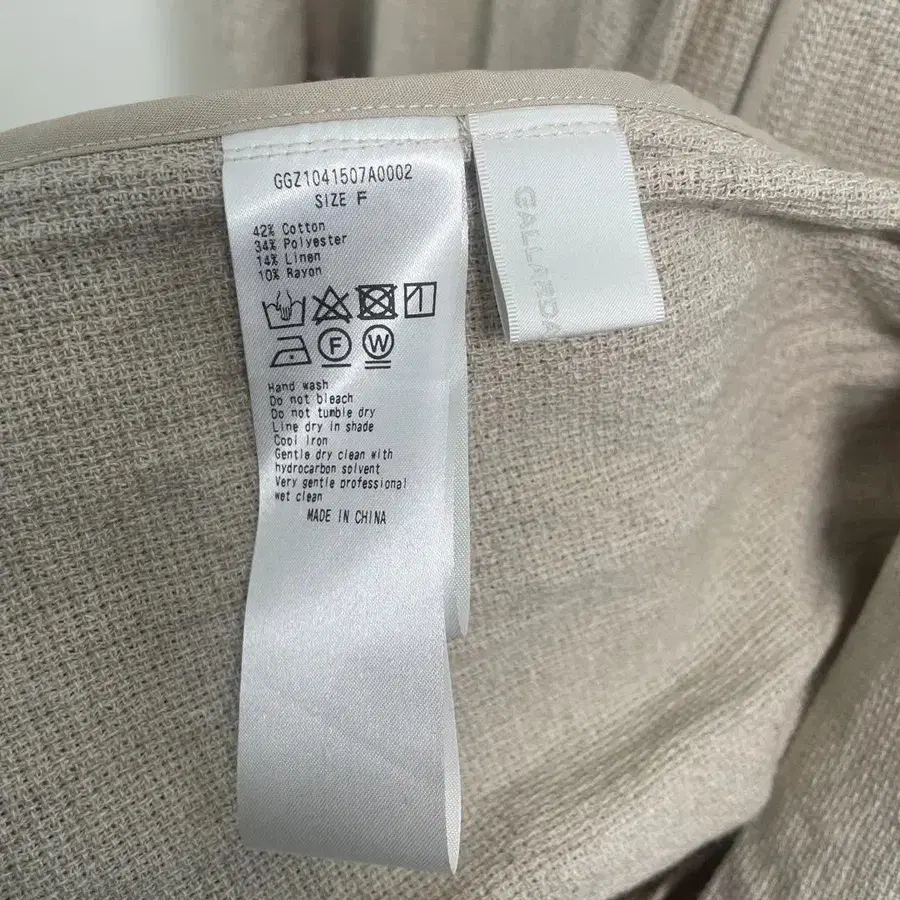 GGZ1041507A0002
SIZE F
42% Cotton
34% Polyester
14% Linen
10% Rayon
F
W
Hand wash
Do not bleach
Do not tumble dry
Line dry in shade
Cool Iron
Gentle dry clean with
hydrocarbon solvent
Very gentle professional
wet clean
MADE IN CHINA
GALLARDA